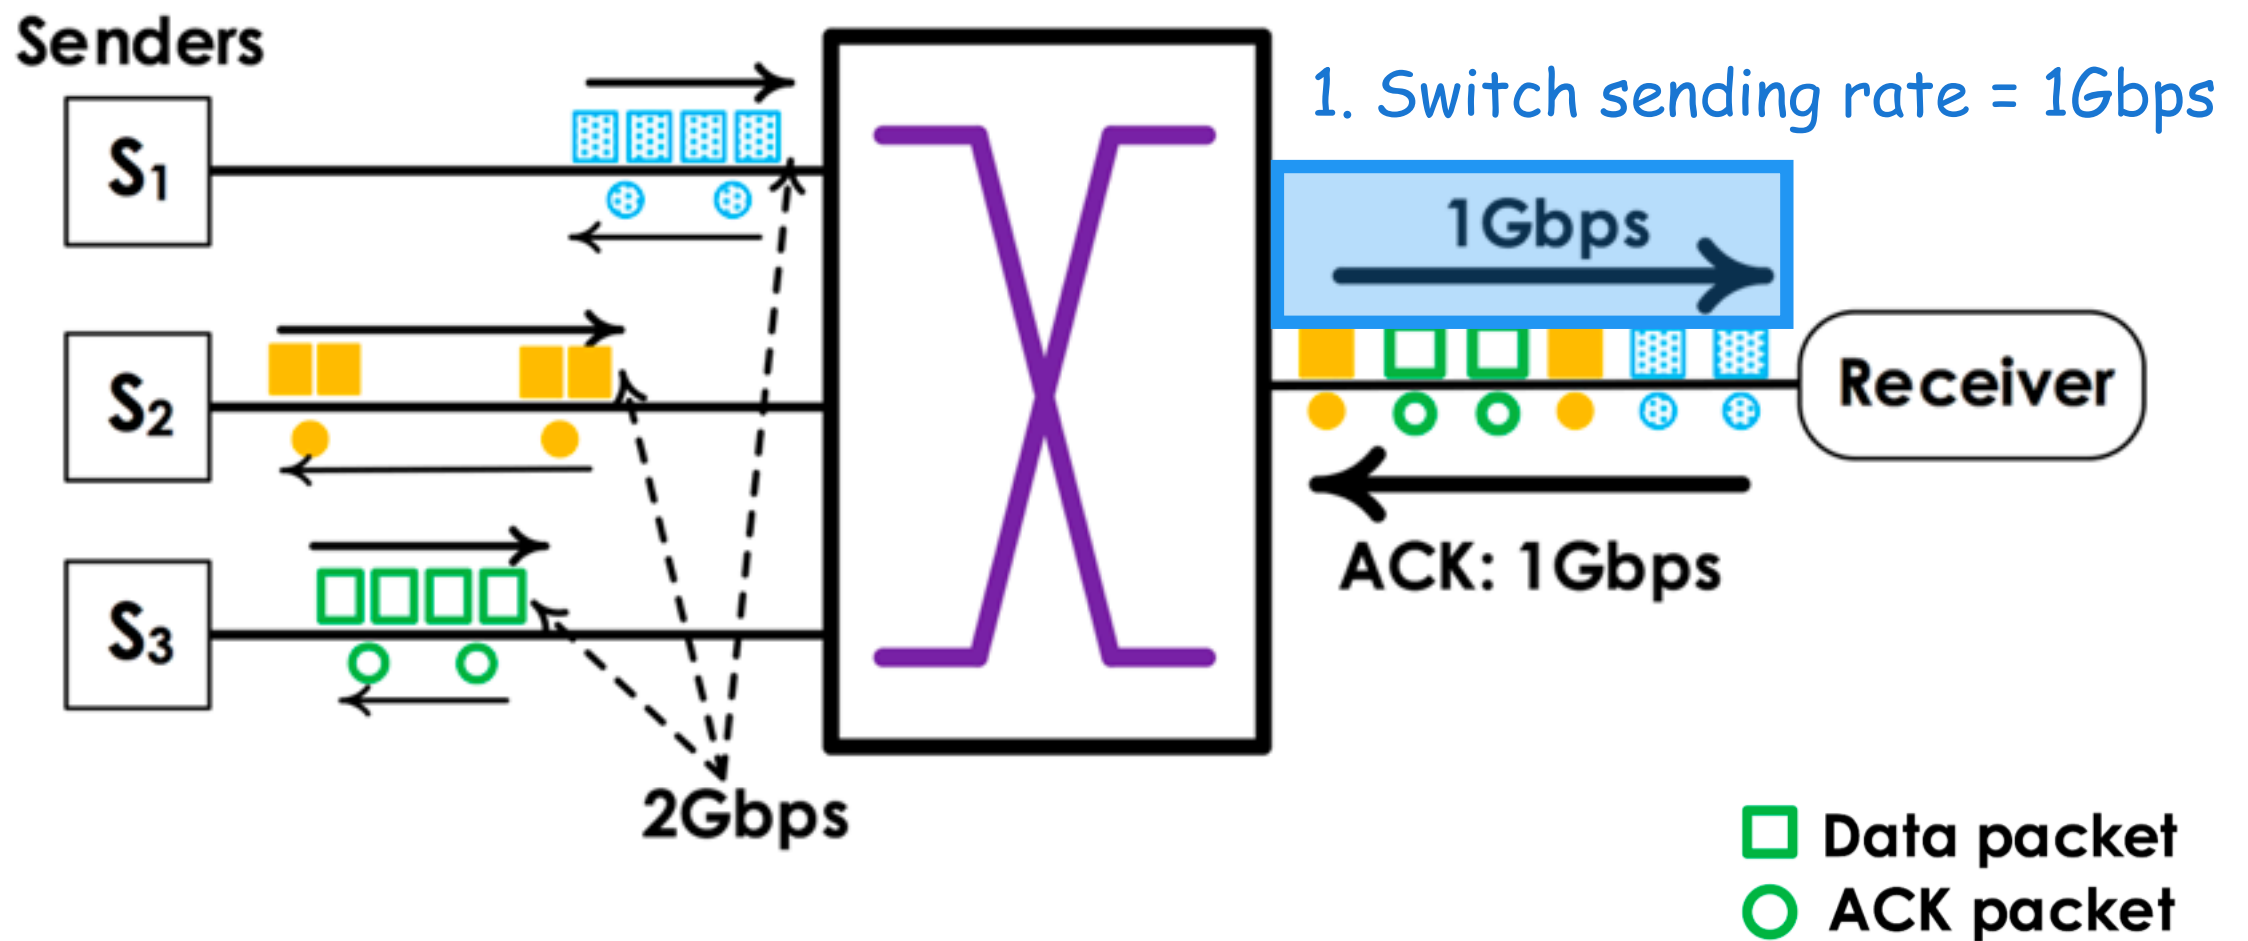 Senders
1. Switch sending rate = 1Gbps
S1
1Gbps
S2
Receiver
ACK: 1Gbps
S3
2Gbps
Data packet
ACK packet